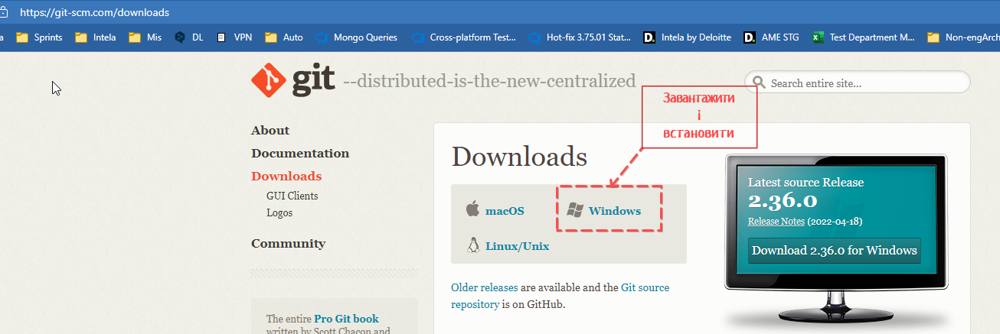 https://git-scm.com/downloads
Sprints Intela Mis DL VPN Auto Mongo Queries Cross-platform Test... Hot-fix 3.75.01 Stat... Intela by Deloitte AME STG Test Department M... Non-engArch
git --distributed-is-the-new-centralized
Search entire site...
Завантажити
і
встановити
About
Documentation
Downloads
GUI Clients
Logos
Community
The entire Pro Git book
written by Scott Chacon and
Downloads
macOS
Windows
Linux/Unix
Older releases are available and the Git source
repository is on GitHub.
Latest source Release
2.36.0
Release Notes (2022-04-18)
Download 2.36.0 for Windows